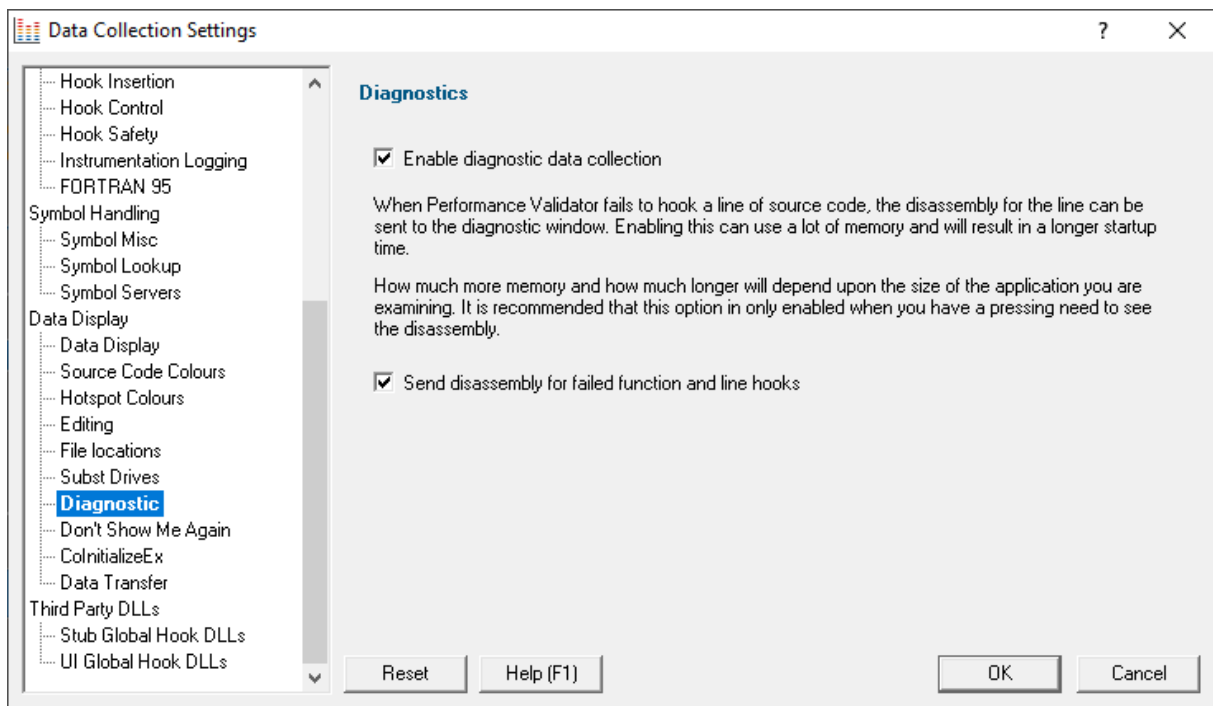 Data Collection Settings
?
Hook Insertion
Hook Control
Hook Safety
Instrumentation Logging
FORTRAN 95
Symbol Handling
Symbol Misc
Symbol Lookup
Symbol Servers
Data Display
Data Display
Source Code Colours
Hotspot Colours
Editing
File locations
Subst Drives
Diagnostic
Don't Show Me Again
CoInitializeEx
Data Transfer
Third Party DLLs
Stub Global Hook DLLs
UI Global Hook DLLs
Diagnostics
Enable diagnostic data collection
When Performance Validator fails to hook a line of source code, the disassembly for the line can be
sent to the diagnostic window. Enabling this can use a lot of memory and will result in a longer startup
time.
How much more memory and how much longer will depend upon the size of the application you are
examining. It is recommended that this option in only enabled when you have a pressing need to see
the disassembly.
Send disassembly for failed function and line hooks
Reset
Help (F1)
OK
Cancel